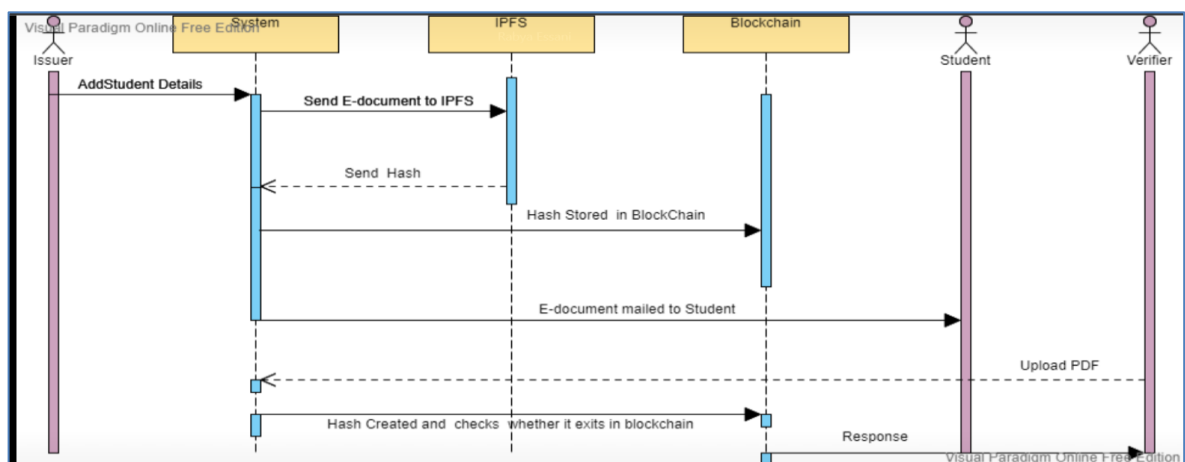 Visual Paradigm Online Free Edition
System
IPFS
Blockchain
Issuer
Student
Verifier
AddStudent Details
Send E-document to IPFS
Send Hash
Hash Stored in BlockChain
E-document mailed to Student
Upload PDF
Hash Created and checks whether it exits in blockchain
Response
Visual Paradigm Online Free Edition